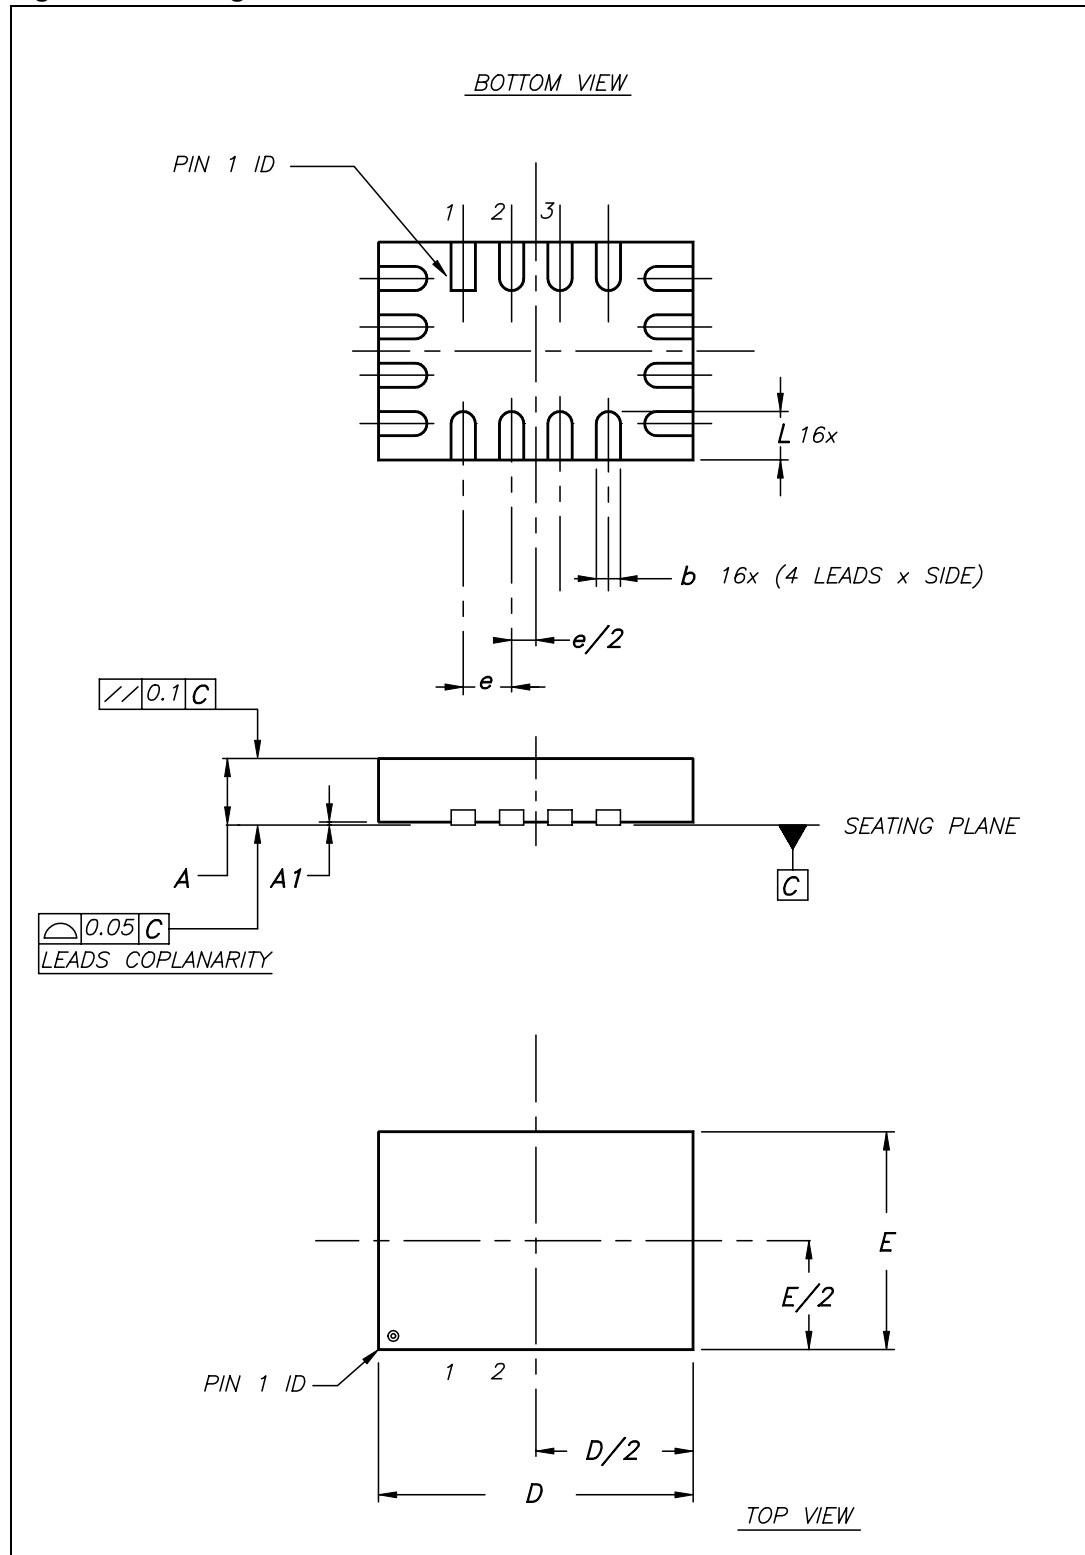 BOTTOM VIEW
PIN 1 ID
1 2 3
L 16x
b 16x (4 LEADS x SIDE)
e/2
e
// 0.1 C
SEATING PLANE
A A1
C
0.05 C
LEADS COPLANARITY
E
E/2
1 2
PIN 1 ID
D/2
D
TOP VIEW